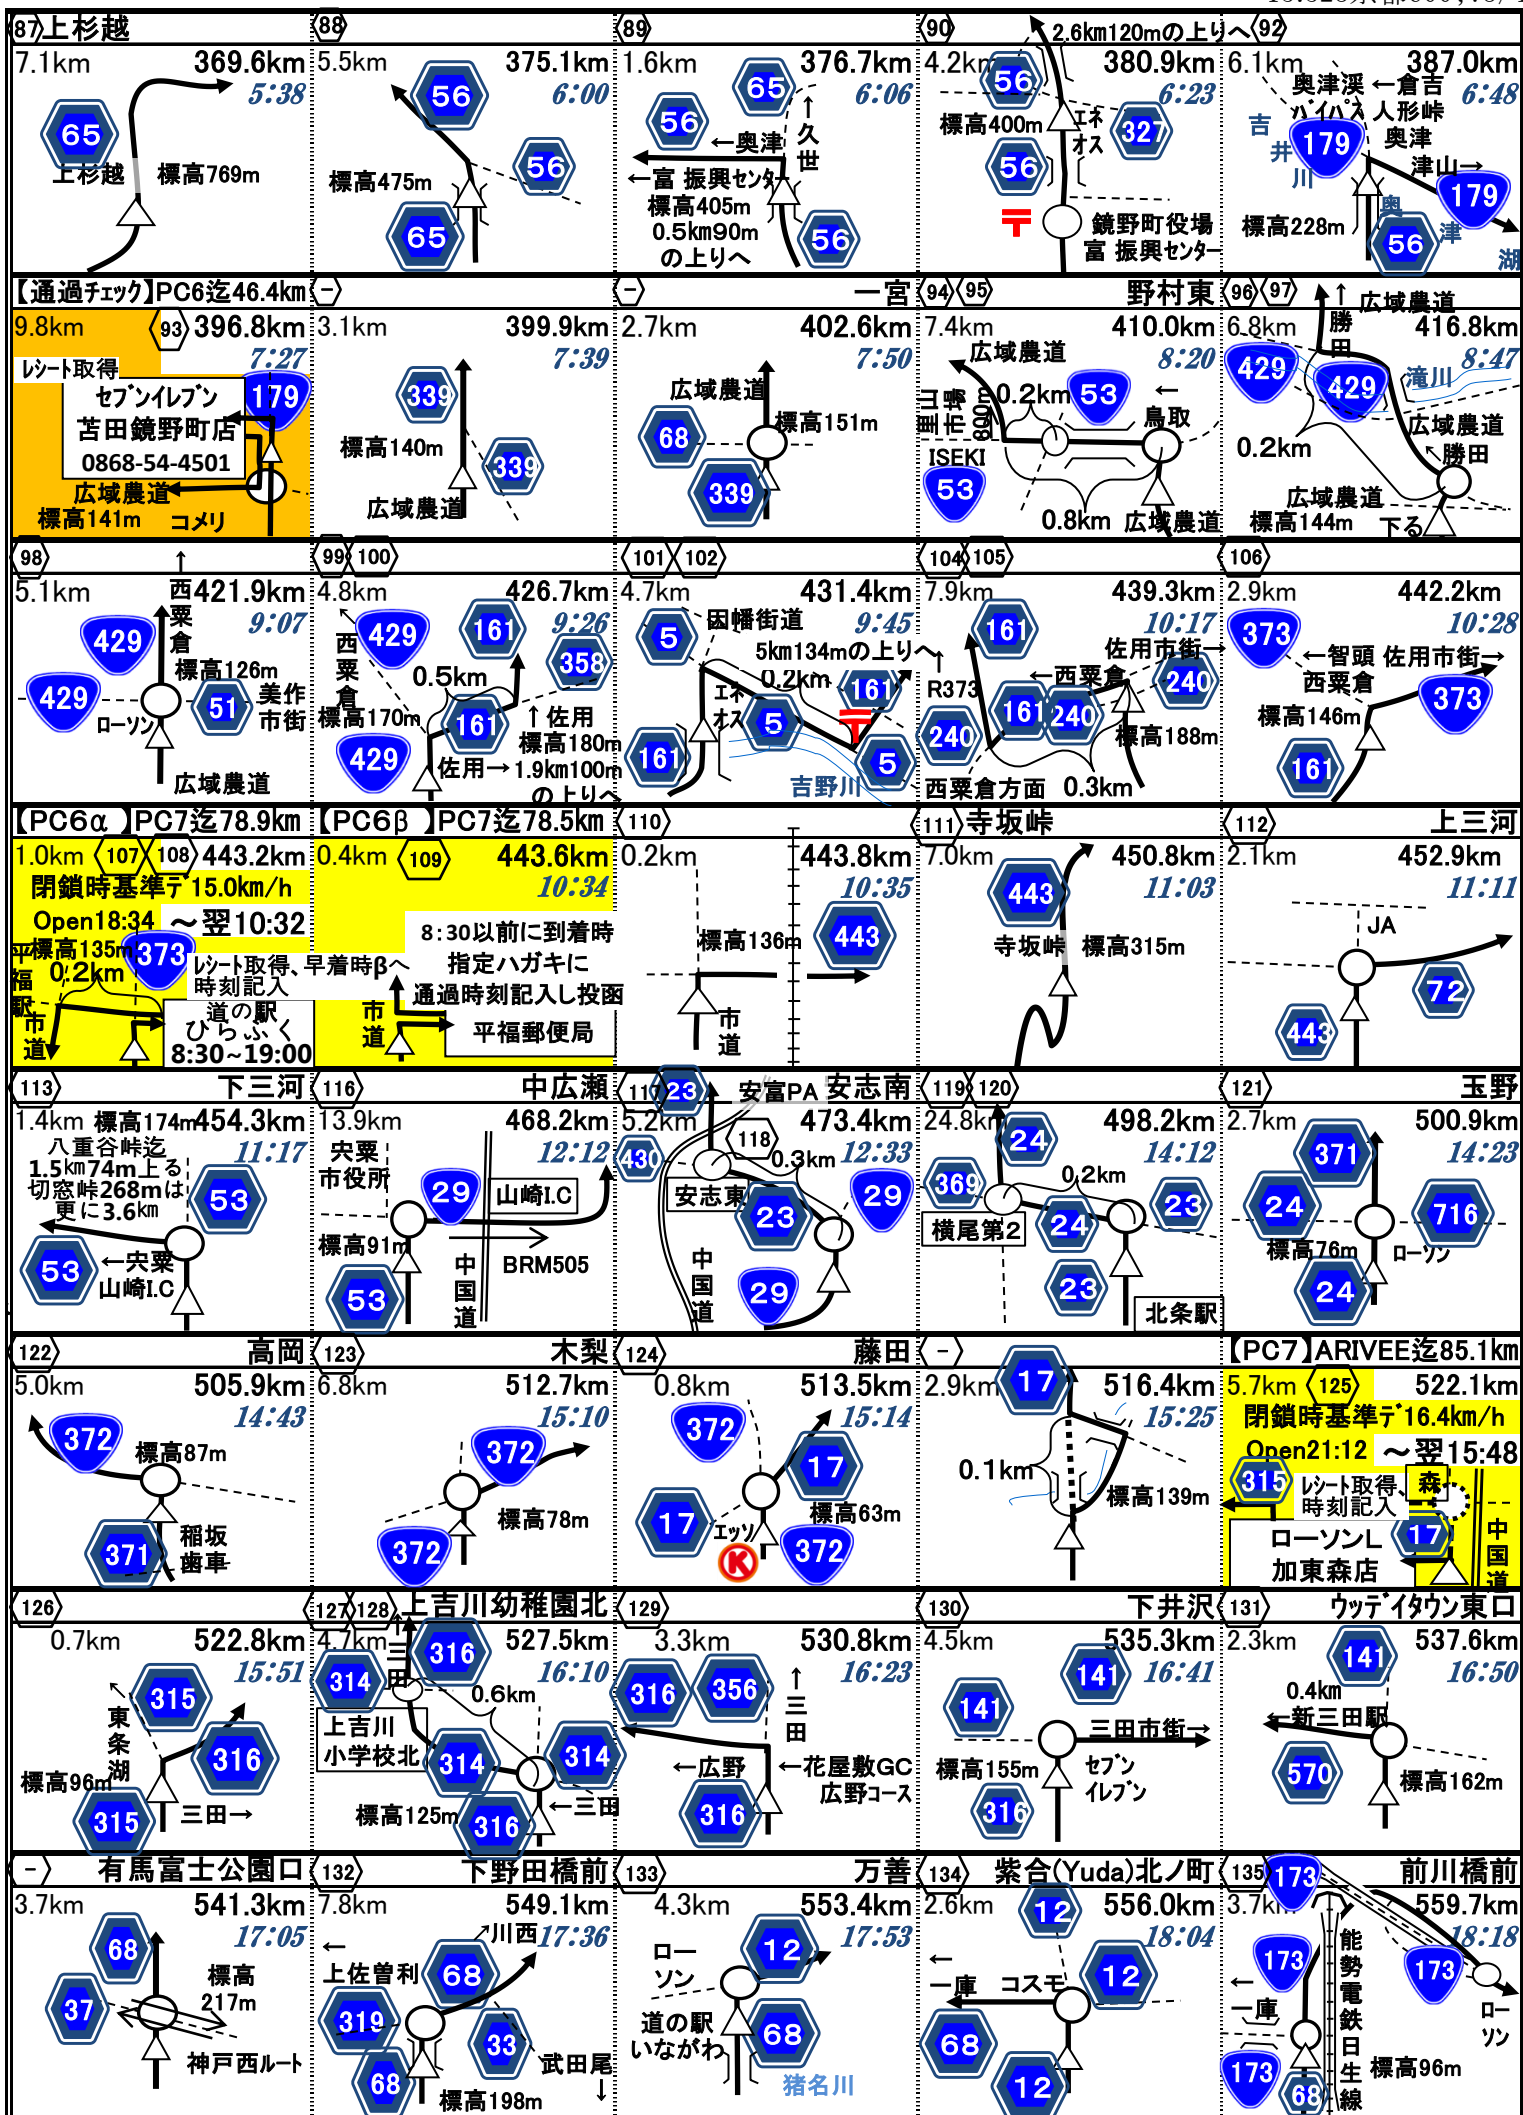 87 上杉越
7.1km 369.6km
5:38
65
上杉越 標高769m
88
5.5km 375.1km
6:00
56
56
標高475m
65
89
1.6km 376.7km
6:06
65
56
↑久世
←奥津
←富 振興センター
標高405m
0.5km90m
の上りへ
56
90 2.6km120mの上りへ
4.2km 380.9km
6:23
56
標高400m
エネオス
327
56
〒
鏡野町役場
富 振興センター
92
6.1km 387.0km
6:48
奥津渓 ←倉吉
バイパス 人形峠
吉井川
179
奥津
津山→
179
標高228m
56
奥津湖
【通過チェック】PC6迄46.4km
9.8km 93 396.8km
7:27
レシート取得
セブンイレブン
苫田鏡野町店
0868-54-4501
179
広域農道
標高141m コメリ
-
3.1km 399.9km
7:39
339
標高140m
339
広域農道
- 一宮
2.7km 402.6km
7:50
広域農道
標高151m
68
339
94 95 野村東
7.4km 410.0km
8:20
広域農道
里山市場 800m
0.2km
53
←
鳥取
ISEKI
53
0.8km 広域農道
96 97
↑勝田
広域農道
6.8km 416.8km
8:47
429
429
滝川
0.2km
広域農道
勝田
広域農道
標高144m 下る
98
5.1km 421.9km
9:07
↑西粟倉
429
標高126m
429
51
美作市街
ローソン
広域農道
99 100
4.8km 426.7km
9:26
西粟倉
429
161
358
0.5km
標高170m
161
↑佐用
標高180m
429
佐用→1.9km100m
の上りへ
101 102
4.7km 431.4km
9:45
因幡街道
5
5km134mの上りへ↑
0.2km
161
エネオス
5
〒
161
5
吉野川
104 105
7.9km 439.3km
10:17
161
佐用市街→
←西粟倉
R373
240
161
240
240
標高188m
西粟倉方面 0.3km
106
2.9km 442.2km
10:28
373
←智頭 佐用市街→
西粟倉
373
標高146m
161
【PC6α 】PC7迄78.9km
1.0km 107 108 443.2km
閉鎖時基準デ15.0km/h
Open18:34 ～翌10:32
標高135m
平福駅
373
0.2km
レシート取得、早着時βへ
時刻記入
市道
道の駅
ひらふく
8:30~19:00
【PC6β 】PC7迄78.5km
0.4km 109 443.6km
10:34
8:30以前に到着時
指定ハガキに
通過時刻記入し投函
市道
平福郵便局
110
0.2km 443.8km
10:35
標高136m
443
市道
111 寺坂峠
7.0km 450.8km
11:03
443
寺坂峠 標高315m
112 上三河
2.1km 452.9km
11:11
JA
72
443
113 下三河
1.4km 標高174m 454.3km
11:17
八重谷峠迄
1.5km74m上る
切窓峠268mは
更に3.6km
53
53
←宍粟
山崎I.C
116 中広瀬
13.9km 468.2km
12:12
宍粟
市役所
29
山崎I.C
標高91m
中国道
BRM505
53
117 23 安富PA 安志南
5.2km 473.4km
12:33
118
430
0.3km
安志東
23
29
中国道
29
119 120
24.8km 498.2km
14:12
24
369
0.2km
23
横尾第2
24
23
北条駅
121 玉野
2.7km 500.9km
14:23
371
24
716
標高76m ローソン
24
122 高岡
5.0km 505.9km
14:43
372
標高87m
371
稲坂
歯車
123 木梨
6.8km 512.7km
15:10
372
標高78m
372
124 藤田
0.8km 513.5km
15:14
372
17
標高63m
17
エッソ
K
372
-
2.9km 516.4km
15:25
17
0.1km
標高139m
【PC7】ARIVEE迄85.1km
5.7km 125 522.1km
閉鎖時基準デ16.4km/h
Open21:12 ～翌15:48
315
レシート取得、
時刻記入
森
17
ローソンL
加東森店
中国道
126
0.7km 522.8km
15:51
315
東条湖
316
標高96m
315
三田→
127 128 上吉川幼稚園北
4.7km 527.5km
16:10
↑三田
316
314
0.6km
上吉川
小学校北
314
314
標高125m
316
←三田
129
3.3km 530.8km
16:23
316
356
↑三田
←広野
←花屋敷GC
広野コース
316
130 下井沢
4.5km 535.3km
16:41
141
141
三田市街→
標高155m
セブン
イレブン
316
131 ウッディタウン東口
2.3km 537.6km
16:50
141
0.4km
←新三田駅
570
標高162m
- 有馬富士公園口
3.7km 541.3km
17:05
68
標高
217m
37
神戸西ルート
132 下野田橋前
7.8km 549.1km
17:36
↗川西
←
上佐曽利
68
319
33
武田尾
↓
68
標高198m
133 万善
4.3km 553.4km
17:53
ローソン
12
道の駅
いながわ
68
猪名川
134 紫合(Yuda)北ノ町
2.6km 556.0km
18:04
12
←
一庫 コスモ
12
68
12
135 173 前川橋前
3.7km 559.7km
18:18
能勢電鉄日生線
173
173
←
一庫
ローソン
173
標高96m
68